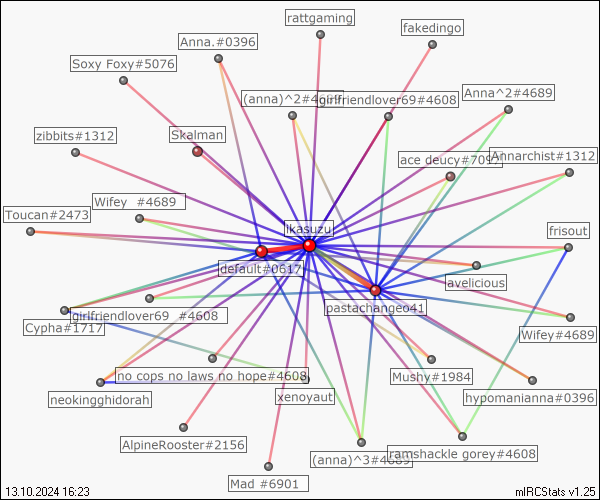 rattgaming
fakedingo
Anna.#0396
Soxy Foxy#5076
Anna^2#4689
(anna)^2#4689
girlfriendlover69#4608
zibbits#1312
Skalman
ace deucy#709
Annarchist#1312
Wifey #4689
Toucan#2473
ikasuzu
frisout
default#0617
avelicious
pastachangeo41
girlfriendlover69 #4608
Cypha#1717
Wifey#4689
no cops no laws no hope#4608
Mushy#1984
neokingghidorah
xenoyaut
hypomanianna#0396
AlpineRooster#2156
(anna)^3#4689
ramshackle gorey#4608
Mad #6901
13.10.2024 16:23
mIRCStats v1.25